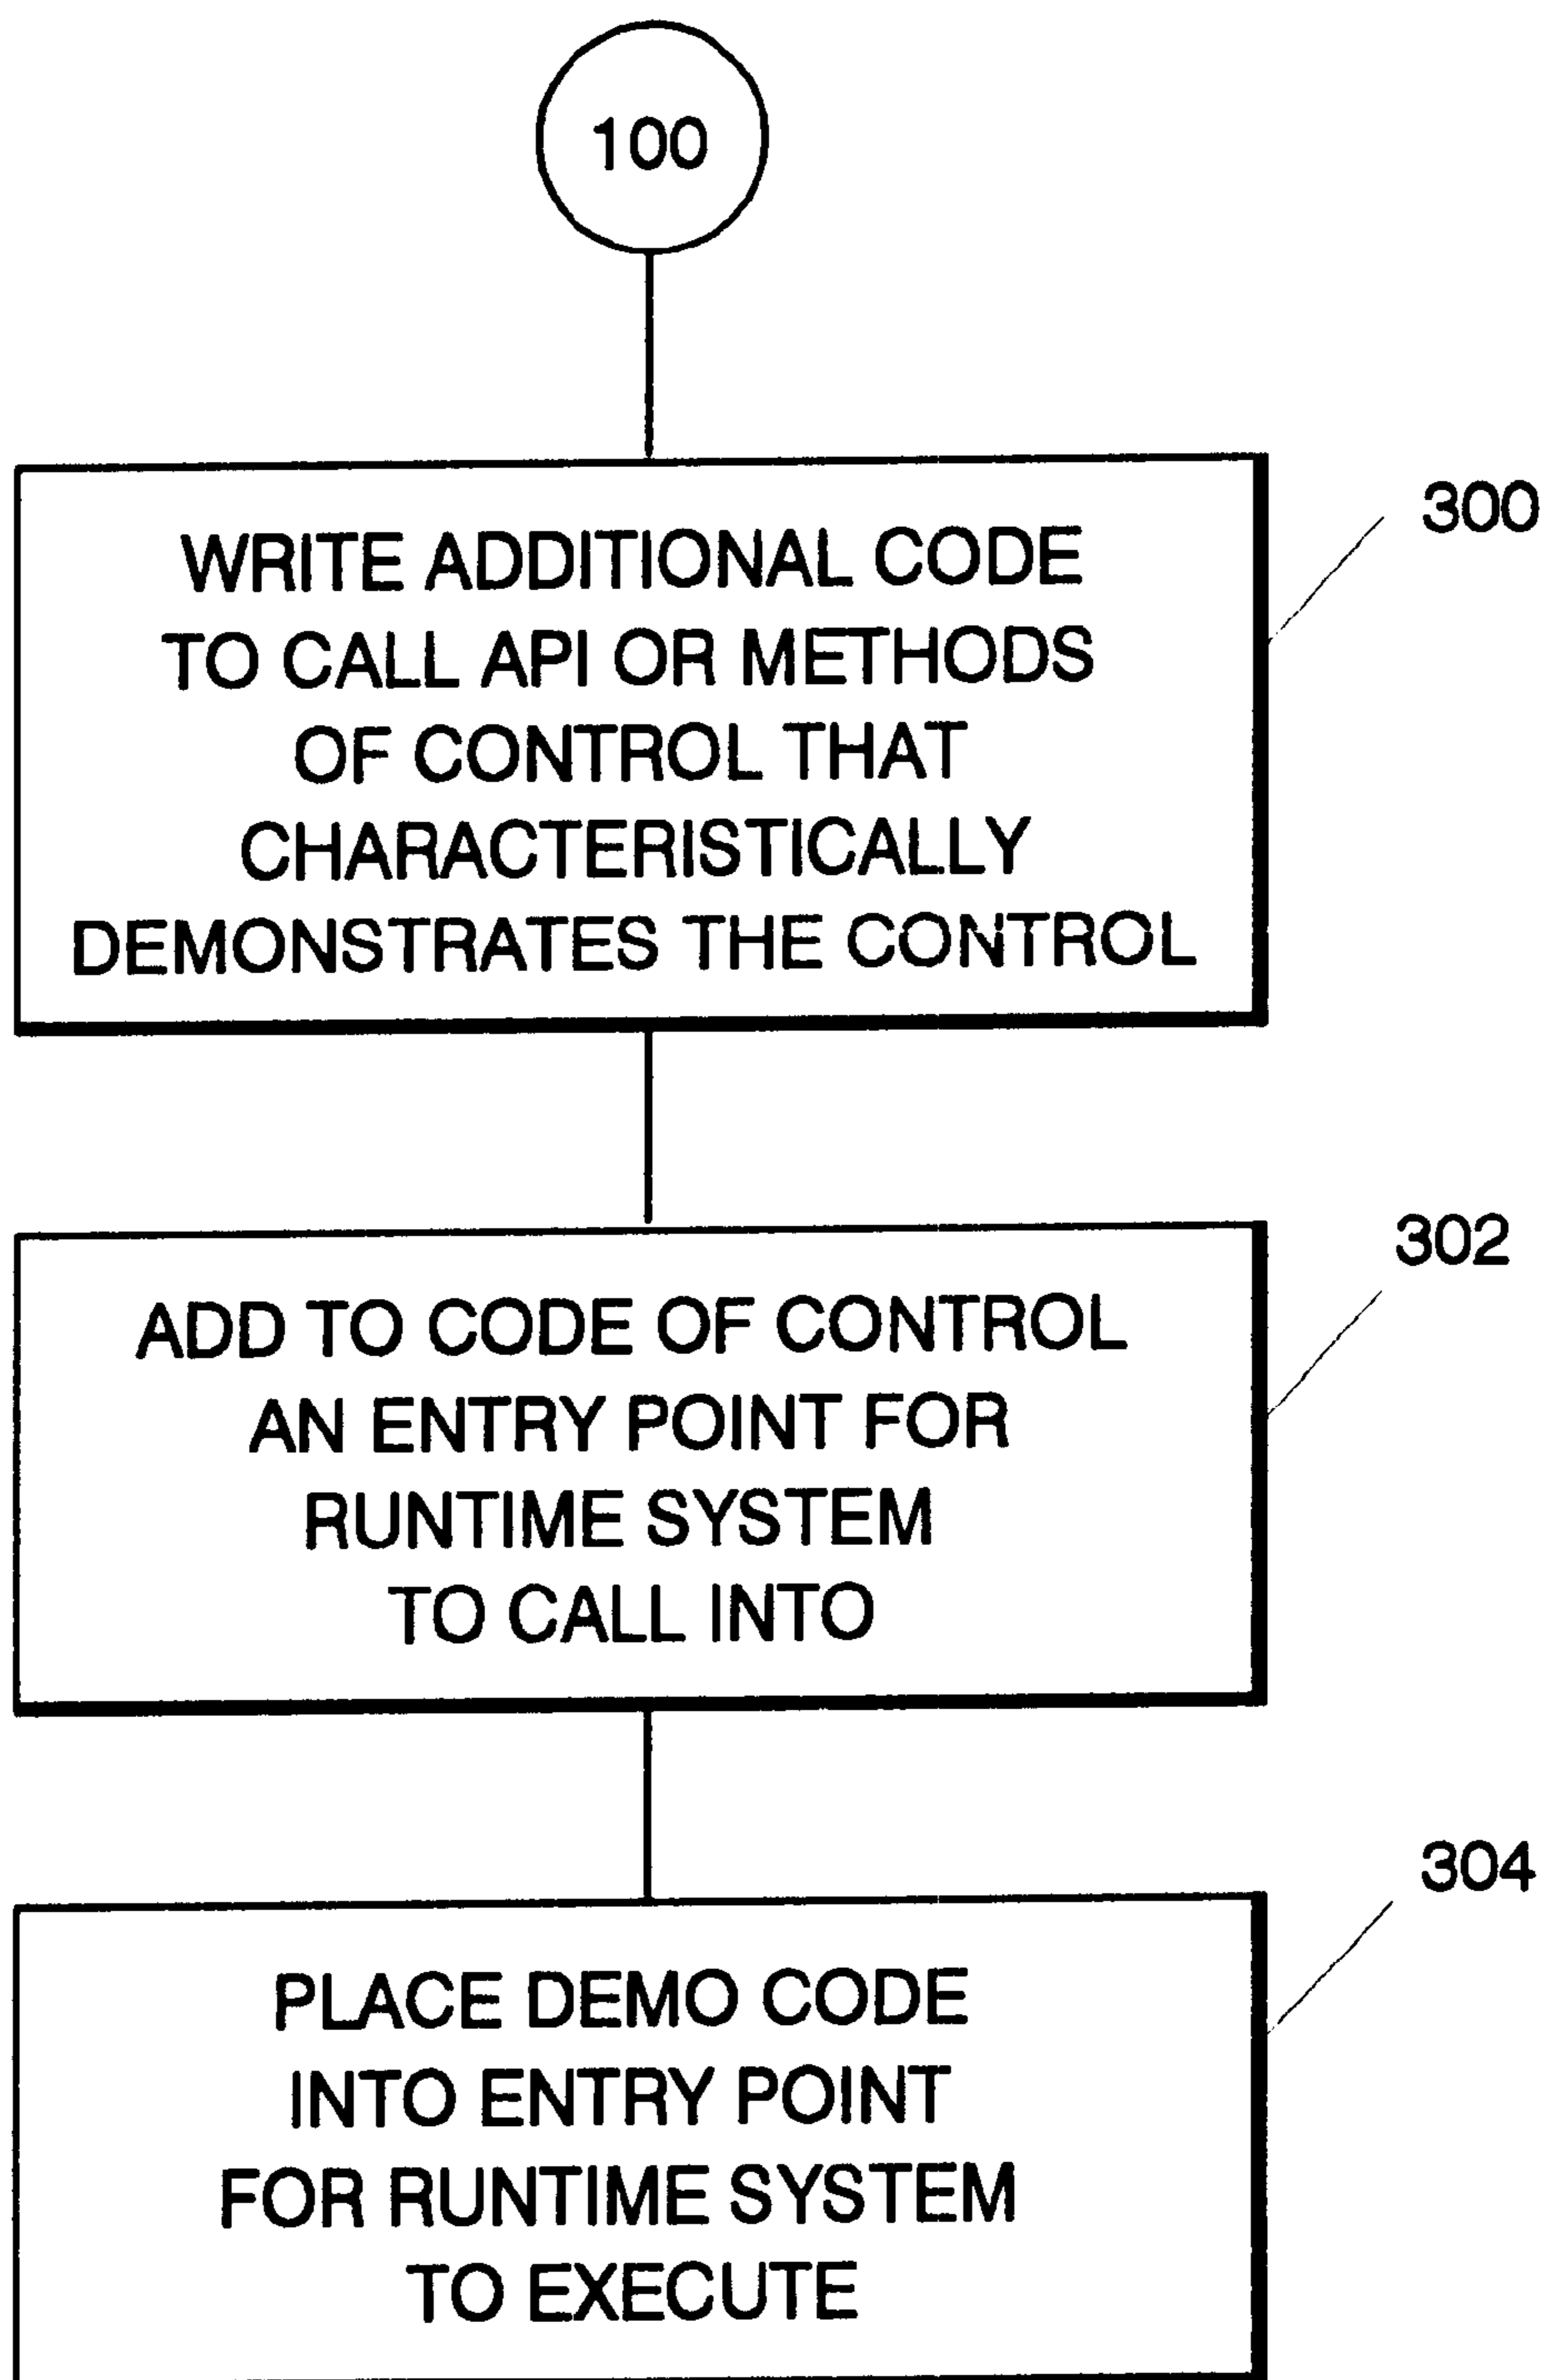 100
300
WRITE ADDITIONAL CODE
TO CALL API OR METHODS
OF CONTROL THAT
CHARACTERISTICALLY
DEMONSTRATES THE CONTROL
302
ADD TO CODE OF CONTROL
AN ENTRY POINT FOR
RUNTIME SYSTEM
TO CALL INTO
304
PLACE DEMO CODE
INTO ENTRY POINT
FOR RUNTIME SYSTEM
TO EXECUTE